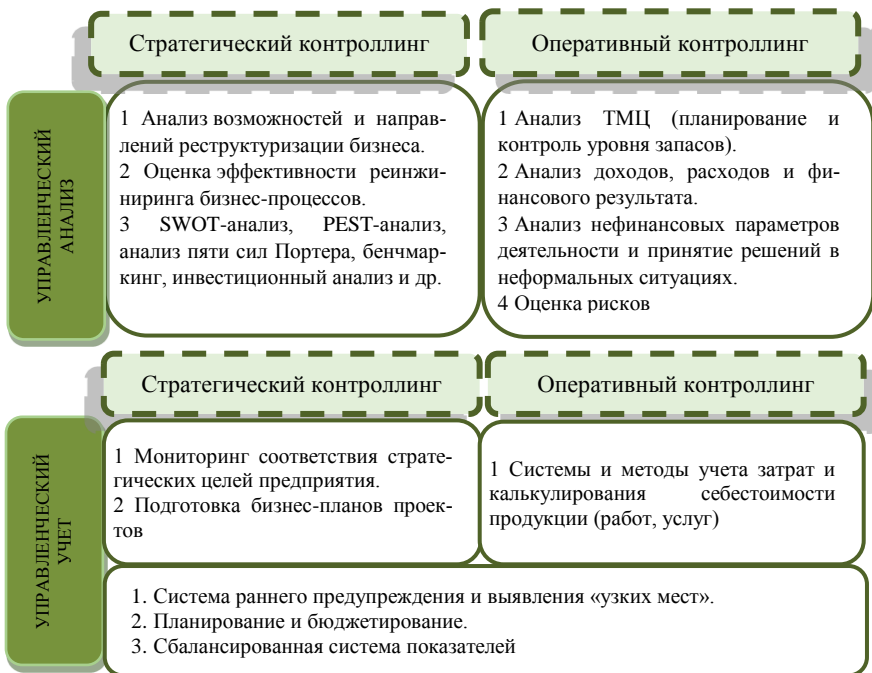 Стратегический контроллинг
Оперативный контроллинг
УПРАВЛЕНЧЕСКИЙ
АНАЛИЗ
1 Анализ возможностей и направ-
лений реструктуризации бизнеса.
2 Оценка эффективности реинжи-
ниринга бизнес-процессов.
3 SWOT-анализ, PEST-анализ,
анализ пяти сил Портера, бенчмар-
кинг, инвестиционный анализ и др.
1 Анализ ТМЦ (планирование и
контроль уровня запасов).
2 Анализ доходов, расходов и фи-
нансового результата.
3 Анализ нефинансовых параметров
деятельности и принятие решений в
неформальных ситуациях.
4 Оценка рисков
Стратегический контроллинг
Оперативный контроллинг
УПРАВЛЕНЧЕСКИЙ
УЧЕТ
1 Мониторинг соответствия страте-
гических целей предприятия.
2 Подготовка бизнес-планов проек-
тов
1 Системы и методы учета затрат и
калькулирования себестоимости
продукции (работ, услуг)
1. Система раннего предупреждения и выявления «узких мест».
2. Планирование и бюджетирование.
3. Сбалансированная система показателей